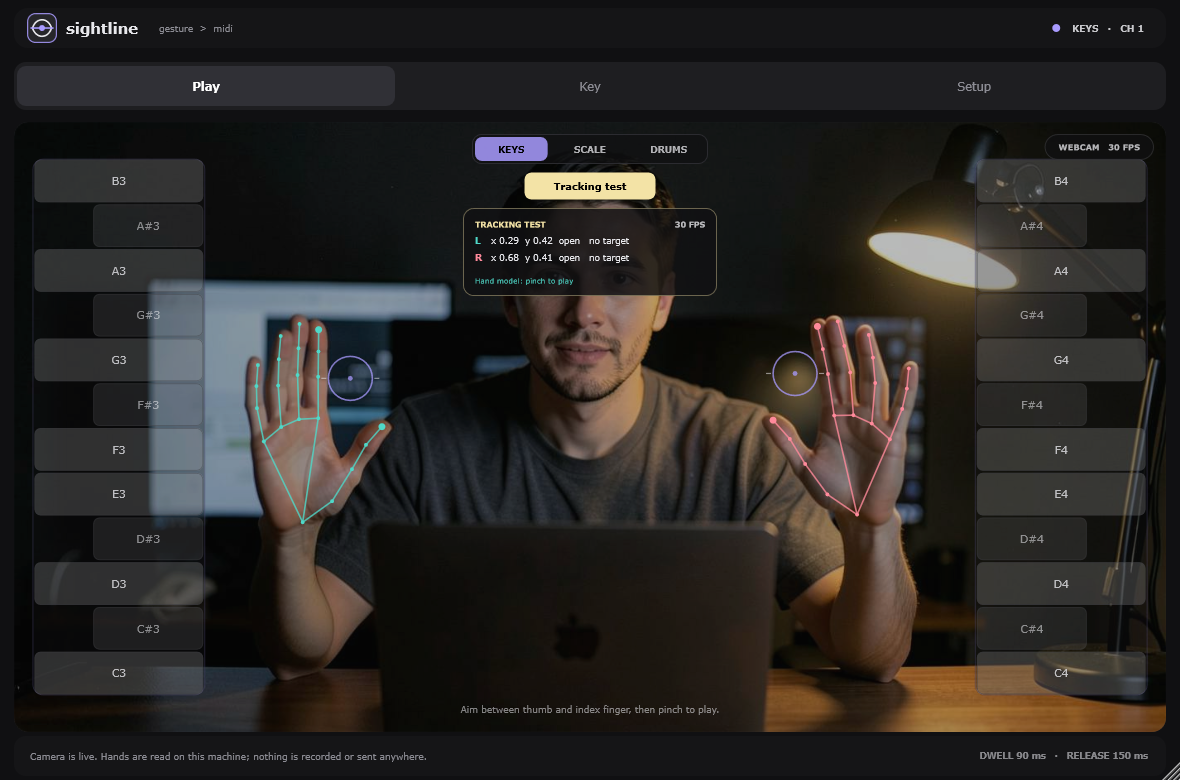 sightline gesture > midi KEYS · CH 1
Play Key Setup
KEYS SCALE DRUMS
WEBCAM 30 FPS
Tracking test
TRACKING TEST 30 FPS
L x 0.29 y 0.42 open no target
R x 0.68 y 0.41 open no target
Hand model: pinch to play
B3
A#3
A3
G#3
G3
F#3
F3
E3
D#3
D3
C#3
C3
B4
A#4
A4
G#4
G4
F#4
F4
E4
D#4
D4
C#4
C4
Aim between thumb and index finger, then pinch to play.
Camera is live. Hands are read on this machine; nothing is recorded or sent anywhere. DWELL 90 ms · RELEASE 150 ms